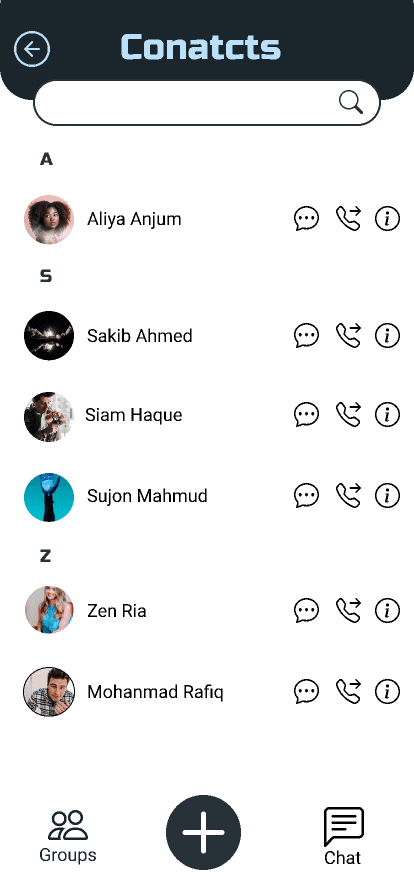 Conatcts
A
Aliya Anjum
S
Sakib Ahmed
Siam Haque
Sujon Mahmud
Z
Zen Ria
Mohanmad Rafiq
Groups
Chat